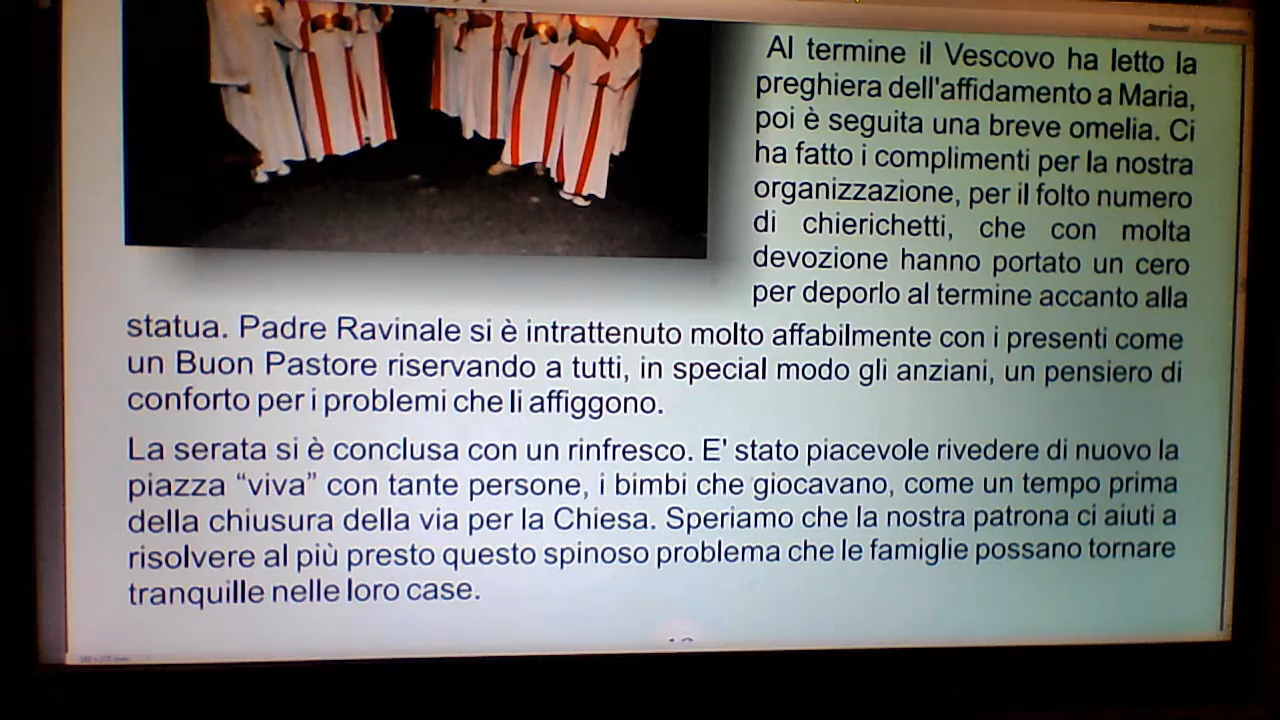 Strumenti Commento
Al termine il Vescovo ha letto la
preghiera dell'affidamento a Maria,
poi è seguita una breve omelia. Ci
ha fatto i complimenti per la nostra
organizzazione, per il folto numero
di chierichetti, che con molta
devozione hanno portato un cero
per deporlo al termine accanto alla
statua. Padre Ravinale si è intrattenuto molto affabilmente con i presenti come
un Buon Pastore riservando a tutti, in special modo gli anziani, un pensiero di
conforto per i problemi che li affiggono.
La serata si è conclusa con un rinfresco. E' stato piacevole rivedere di nuovo la
piazza “viva” con tante persone, i bimbi che giocavano, come un tempo prima
della chiusura della via per la Chiesa. Speriamo che la nostra patrona ci aiuti a
risolvere al più presto questo spinoso problema che le famiglie possano tornare
tranquille nelle loro case.